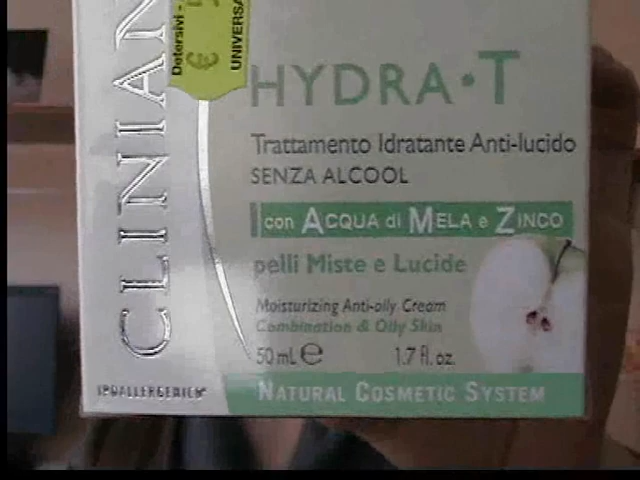 CLINIAN
Detersivi -
€
UNIVERSA
HYDRA·T
Trattamento Idratante Anti-lucido
SENZA ALCOOL
con ACQUA di MELA e ZINCO
pelli Miste e Lucide
Moisturizing Anti-oily Cream
Combination & Oily Skin
50 mL e 1.7 fl. oz.
IPOALLERGENICK
NATURAL COSMETIC SYSTEM